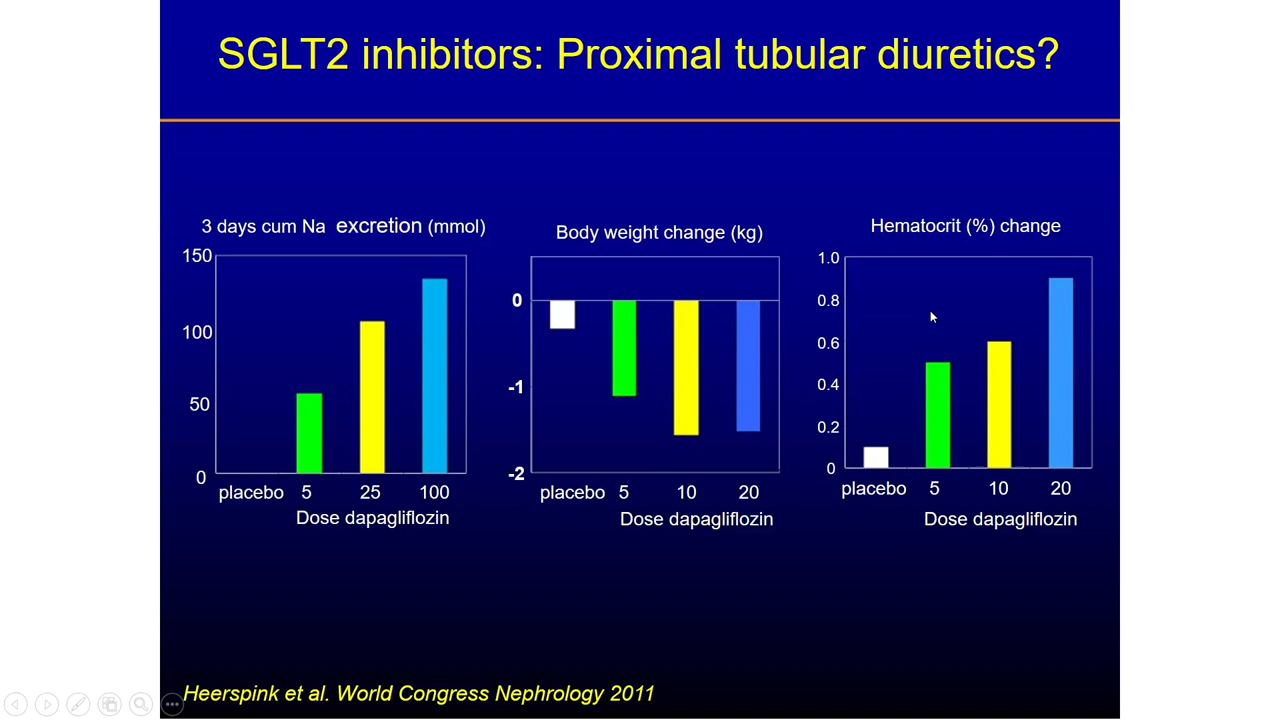 SGLT2 inhibitors: Proximal tubular diuretics?
3 days cum Na excretion (mmol)
150
100
50
0
placebo 5 25 100
Dose dapagliflozin
Body weight change (kg)
0
-1
-2
placebo 5 10 20
Dose dapagliflozin
Hematocrit (%) change
1.0
0.8
0.6
0.4
0.2
0
placebo 5 10 20
Dose dapagliflozin
Heerspink et al. World Congress Nephrology 2011